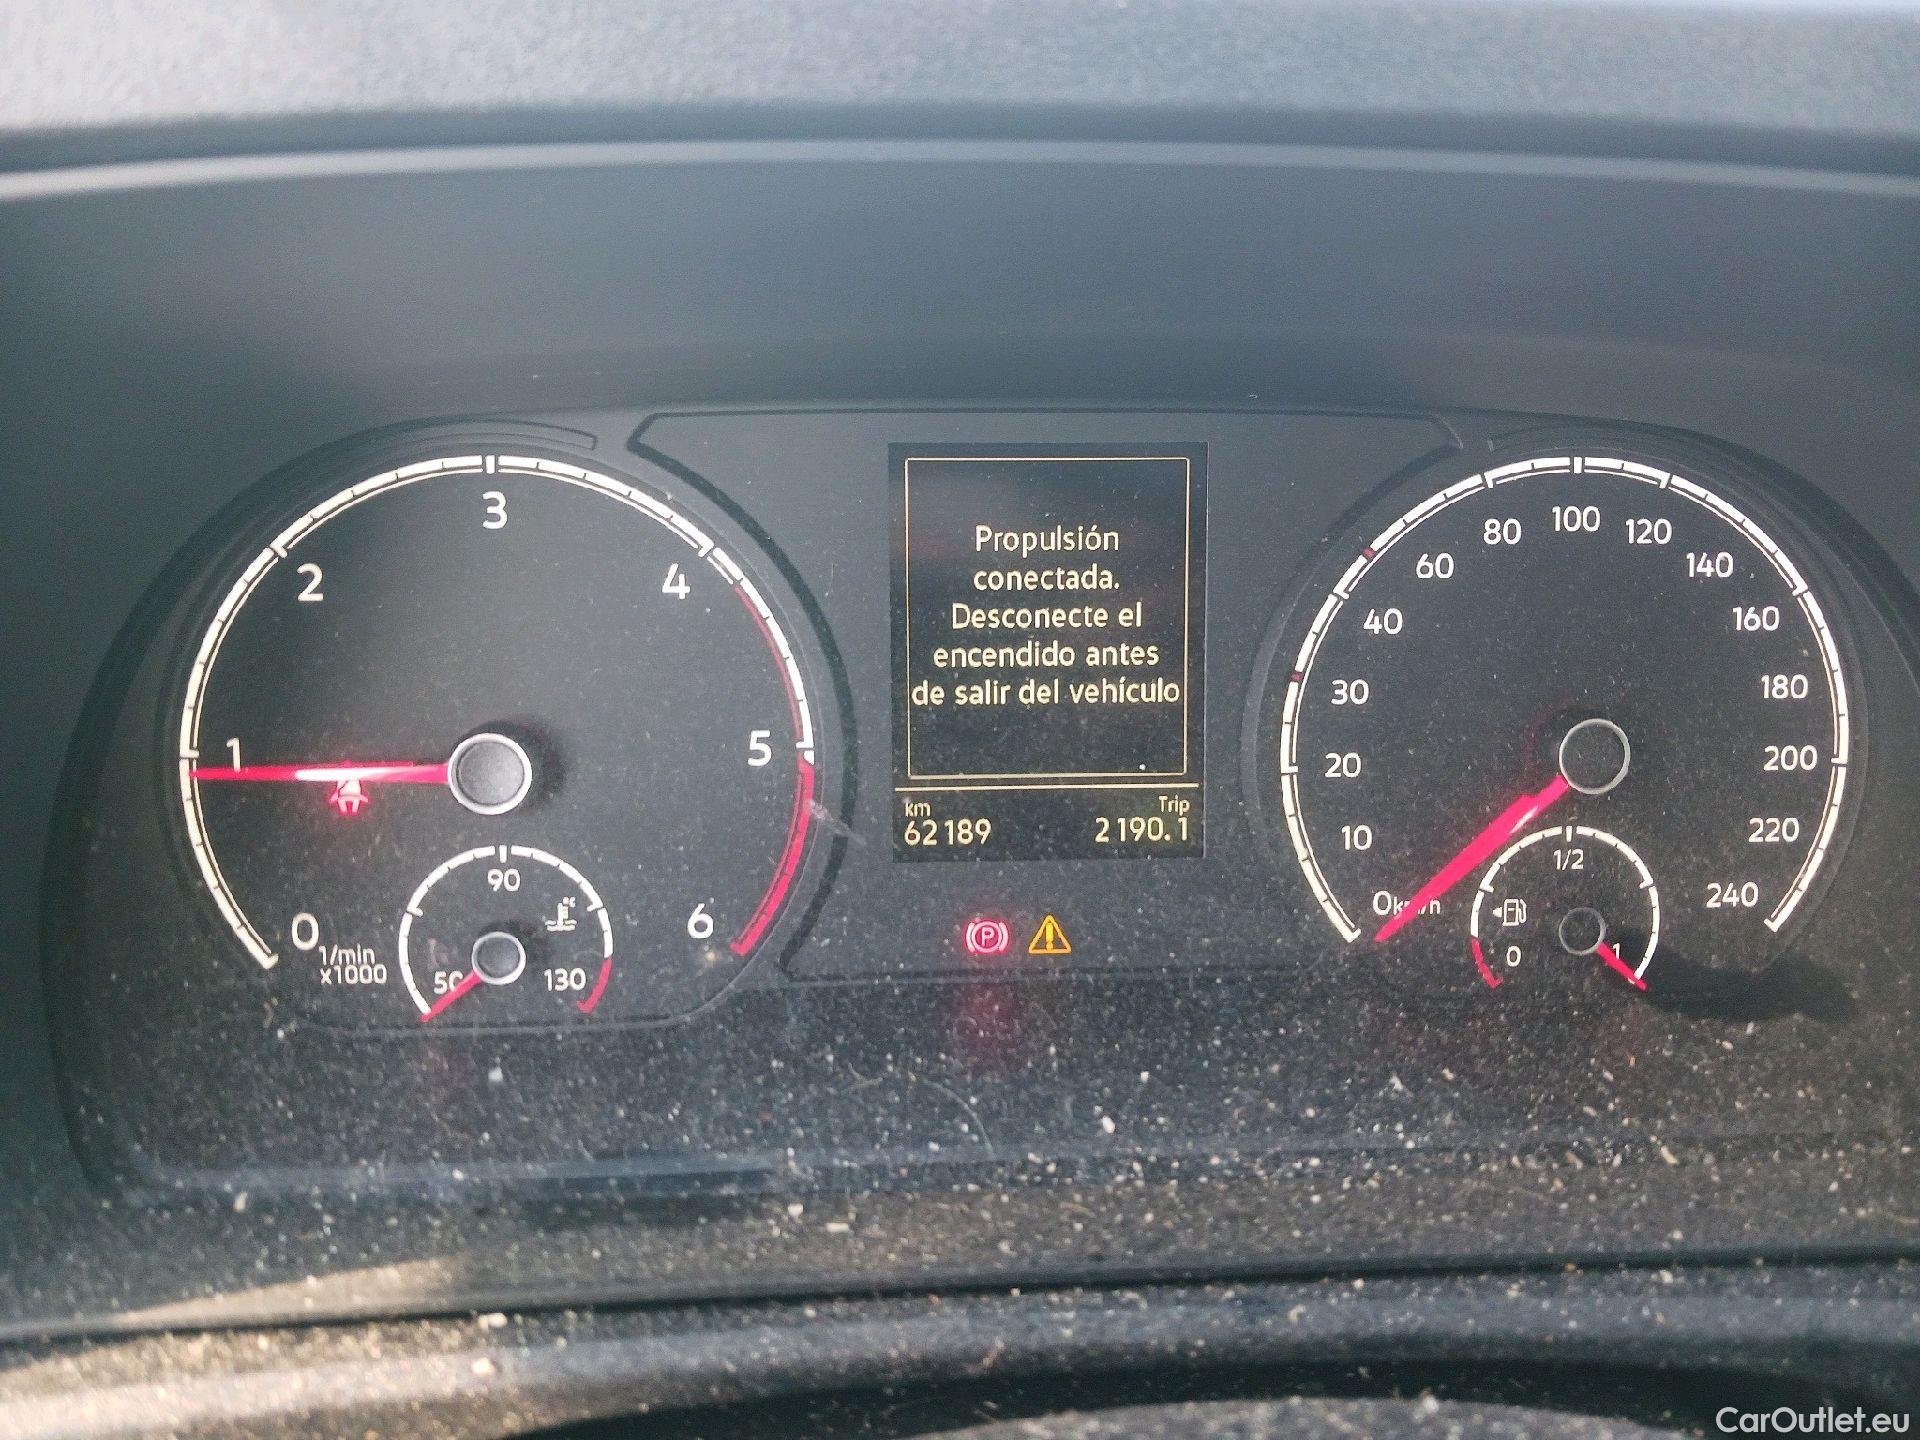 3
2
4
1
5
0
6
1/min
x1000
90
50
130
°C
Propulsión
conectada.
Desconecte el
encendido antes
de salir del vehículo
km
62189
Trip
2190.1
P
100
80
120
60
140
40
160
30
180
20
200
10
220
0 km/h
240
1/2
0
1
CarOutlet.eu